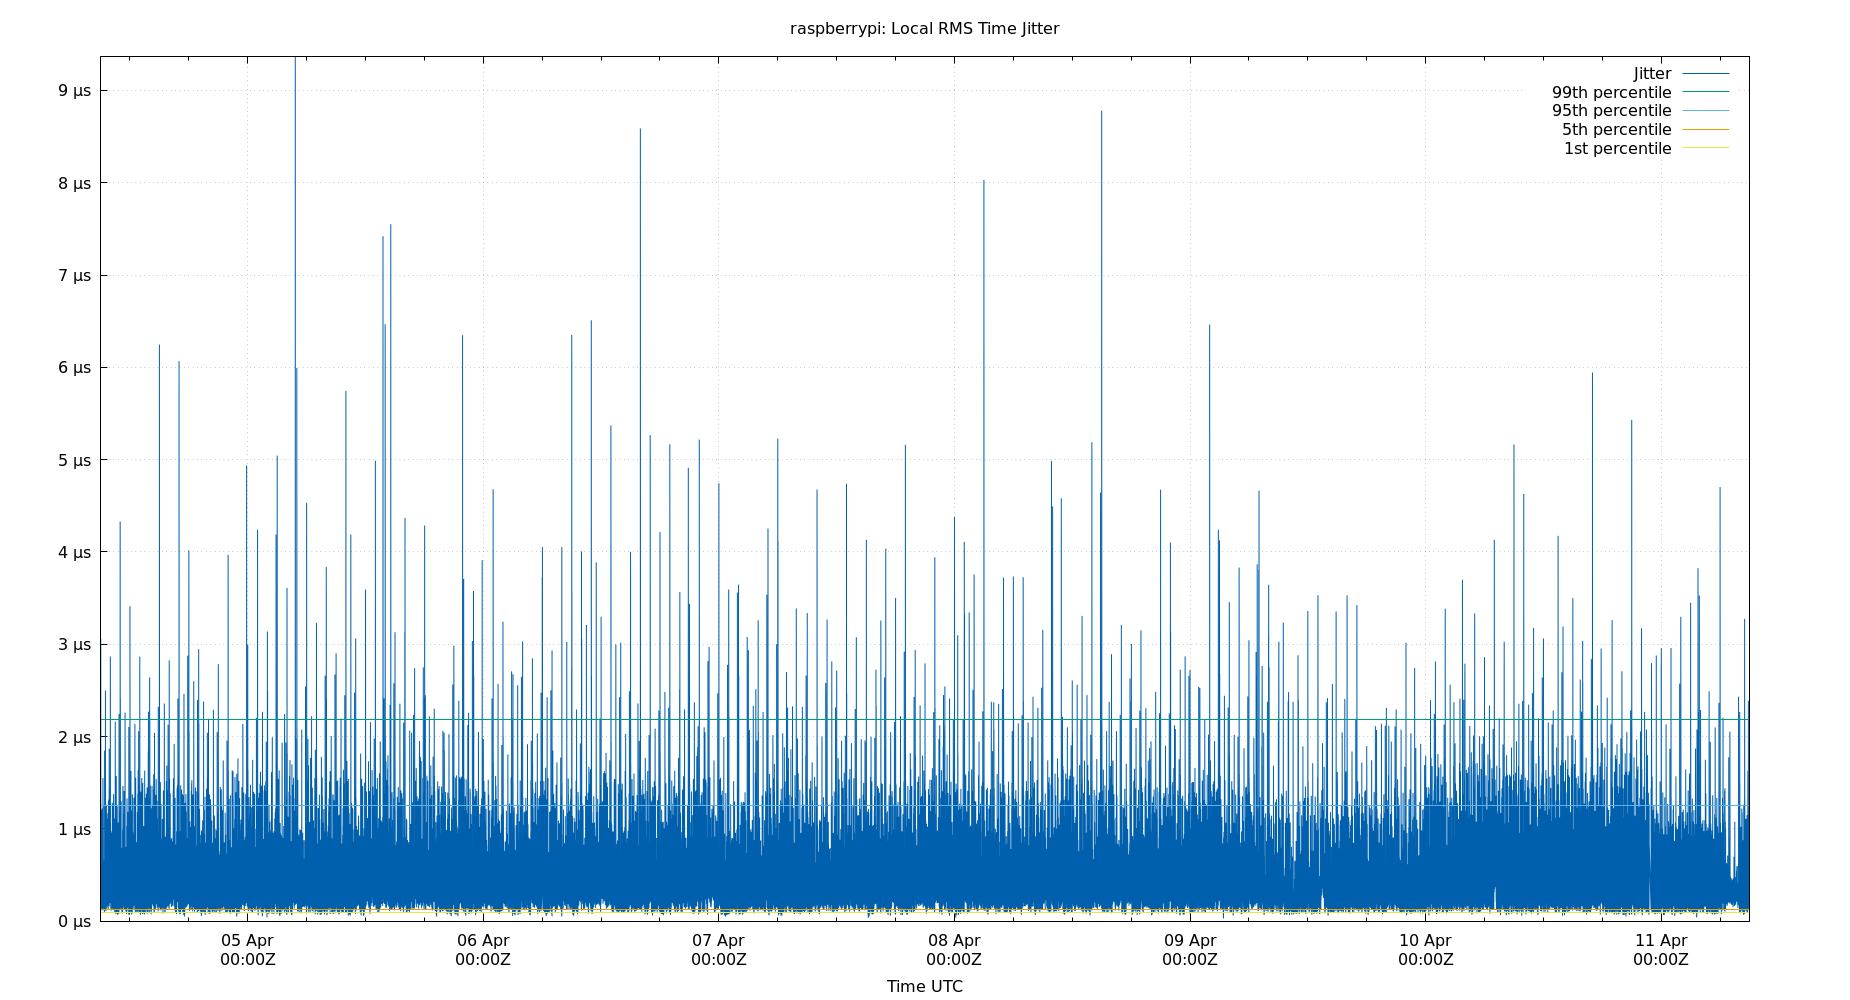 raspberrypi: Local RMS Time Jitter
Jitter
99th percentile
95th percentile
5th percentile
1st percentile
9 µs
8 µs
7 µs
6 µs
5 µs
4 µs
3 µs
2 µs
1 µs
0 µs
05 Apr 06 Apr 07 Apr 08 Apr 09 Apr 10 Apr 11 Apr
00:00Z 00:00Z 00:00Z 00:00Z 00:00Z 00:00Z 00:00Z
Time UTC